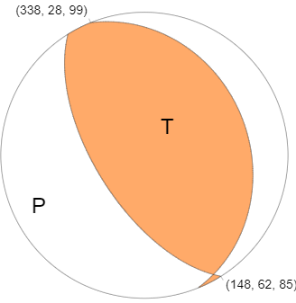 (338, 28, 99)
T
P
(148, 62, 85)